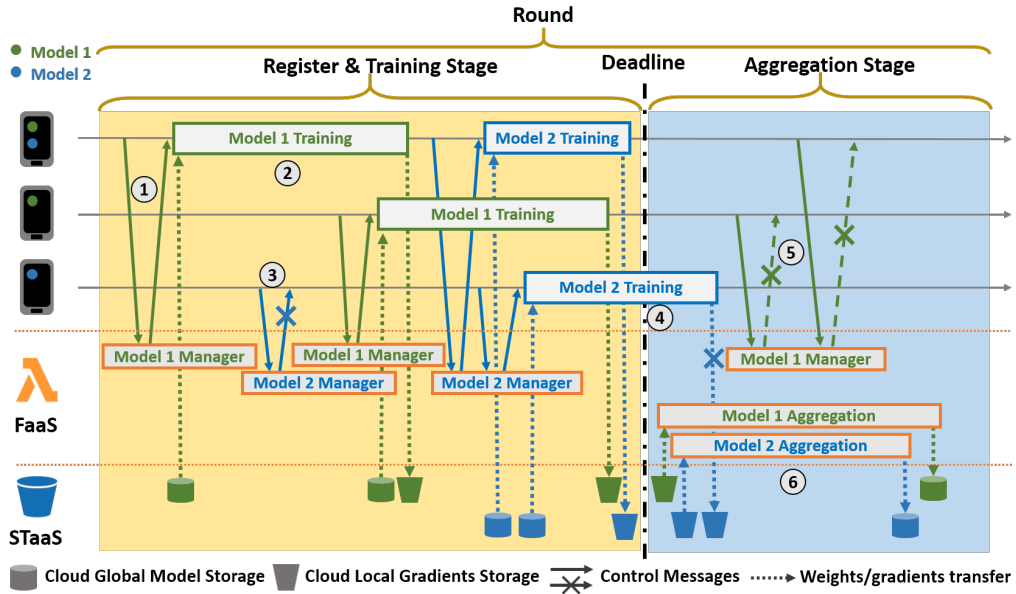 Round
Model 1
Model 2
Register & Training Stage
Deadline
Aggregation Stage
Model 1 Training
Model 2 Training
1
2
Model 1 Training
3
5
Model 2 Training
4
Model 1 Manager
Model 1 Manager
Model 1 Manager
Model 2 Manager
Model 2 Manager
FaaS
Model 1 Aggregation
Model 2 Aggregation
6
STaaS
Cloud Global Model Storage
Cloud Local Gradients Storage
Control Messages
Weights/gradients transfer